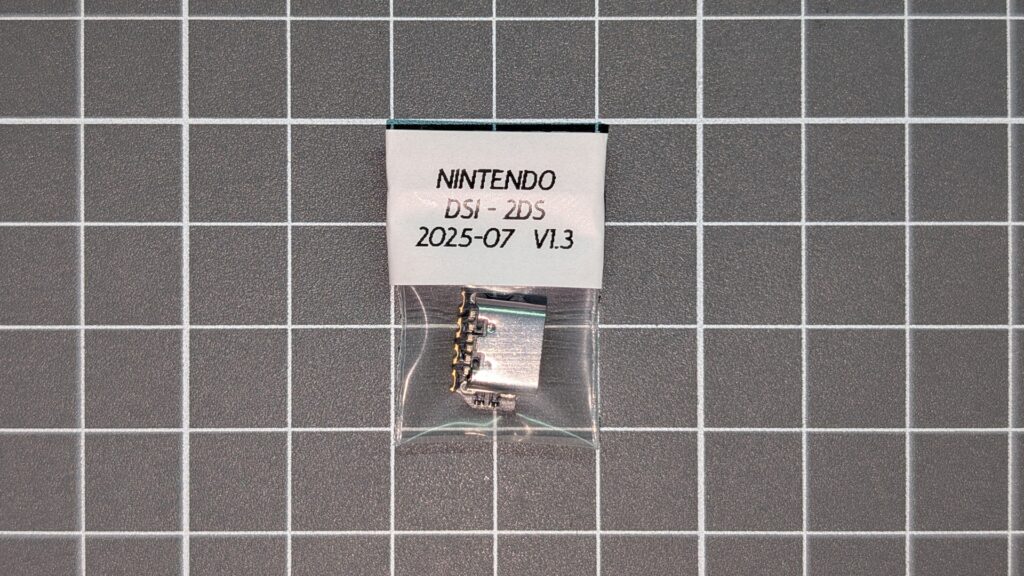 NINTENDO
DSI - 2DS
2025-07 V1.3